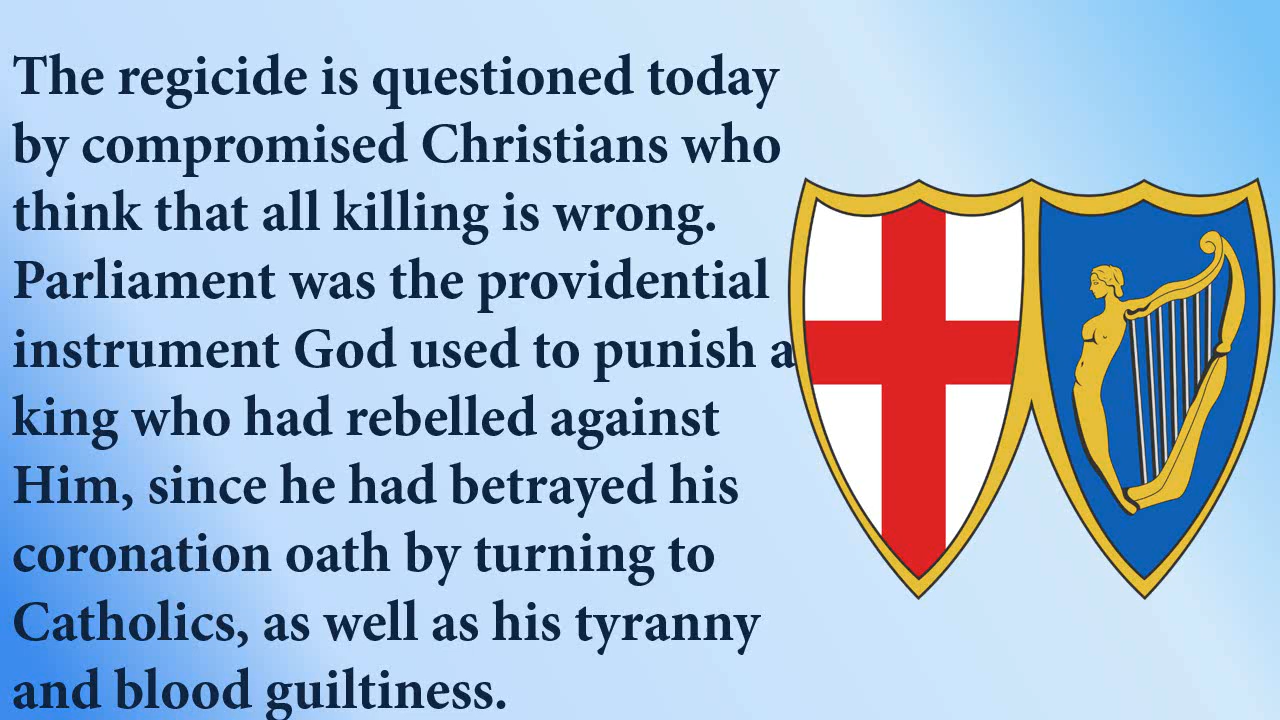 The regicide is questioned today
by compromised Christians who
think that all killing is wrong.
Parliament was the providential
instrument God used to punish a
king who had rebelled against
Him, since he had betrayed his
coronation oath by turning to
Catholics, as well as his tyranny
and blood guiltiness.